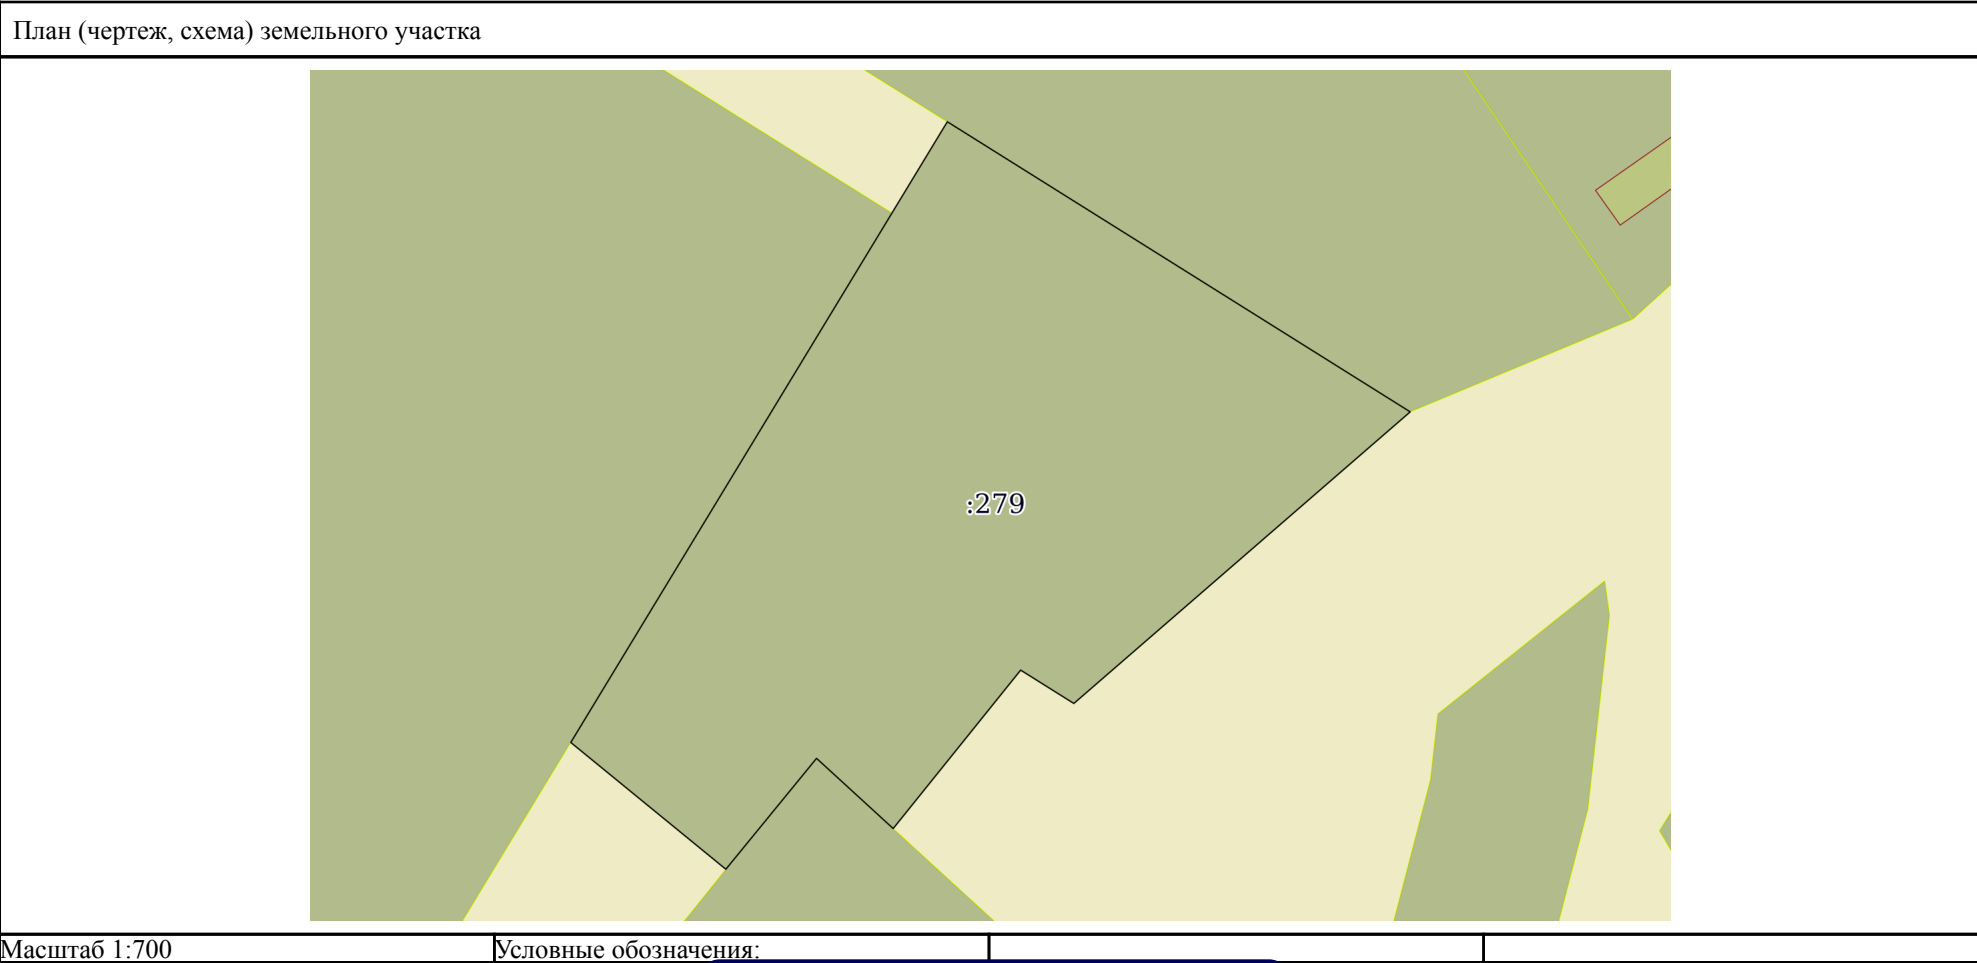 План (чертеж, схема) земельного участка
:279
Масштаб 1:700
Условные обозначения: